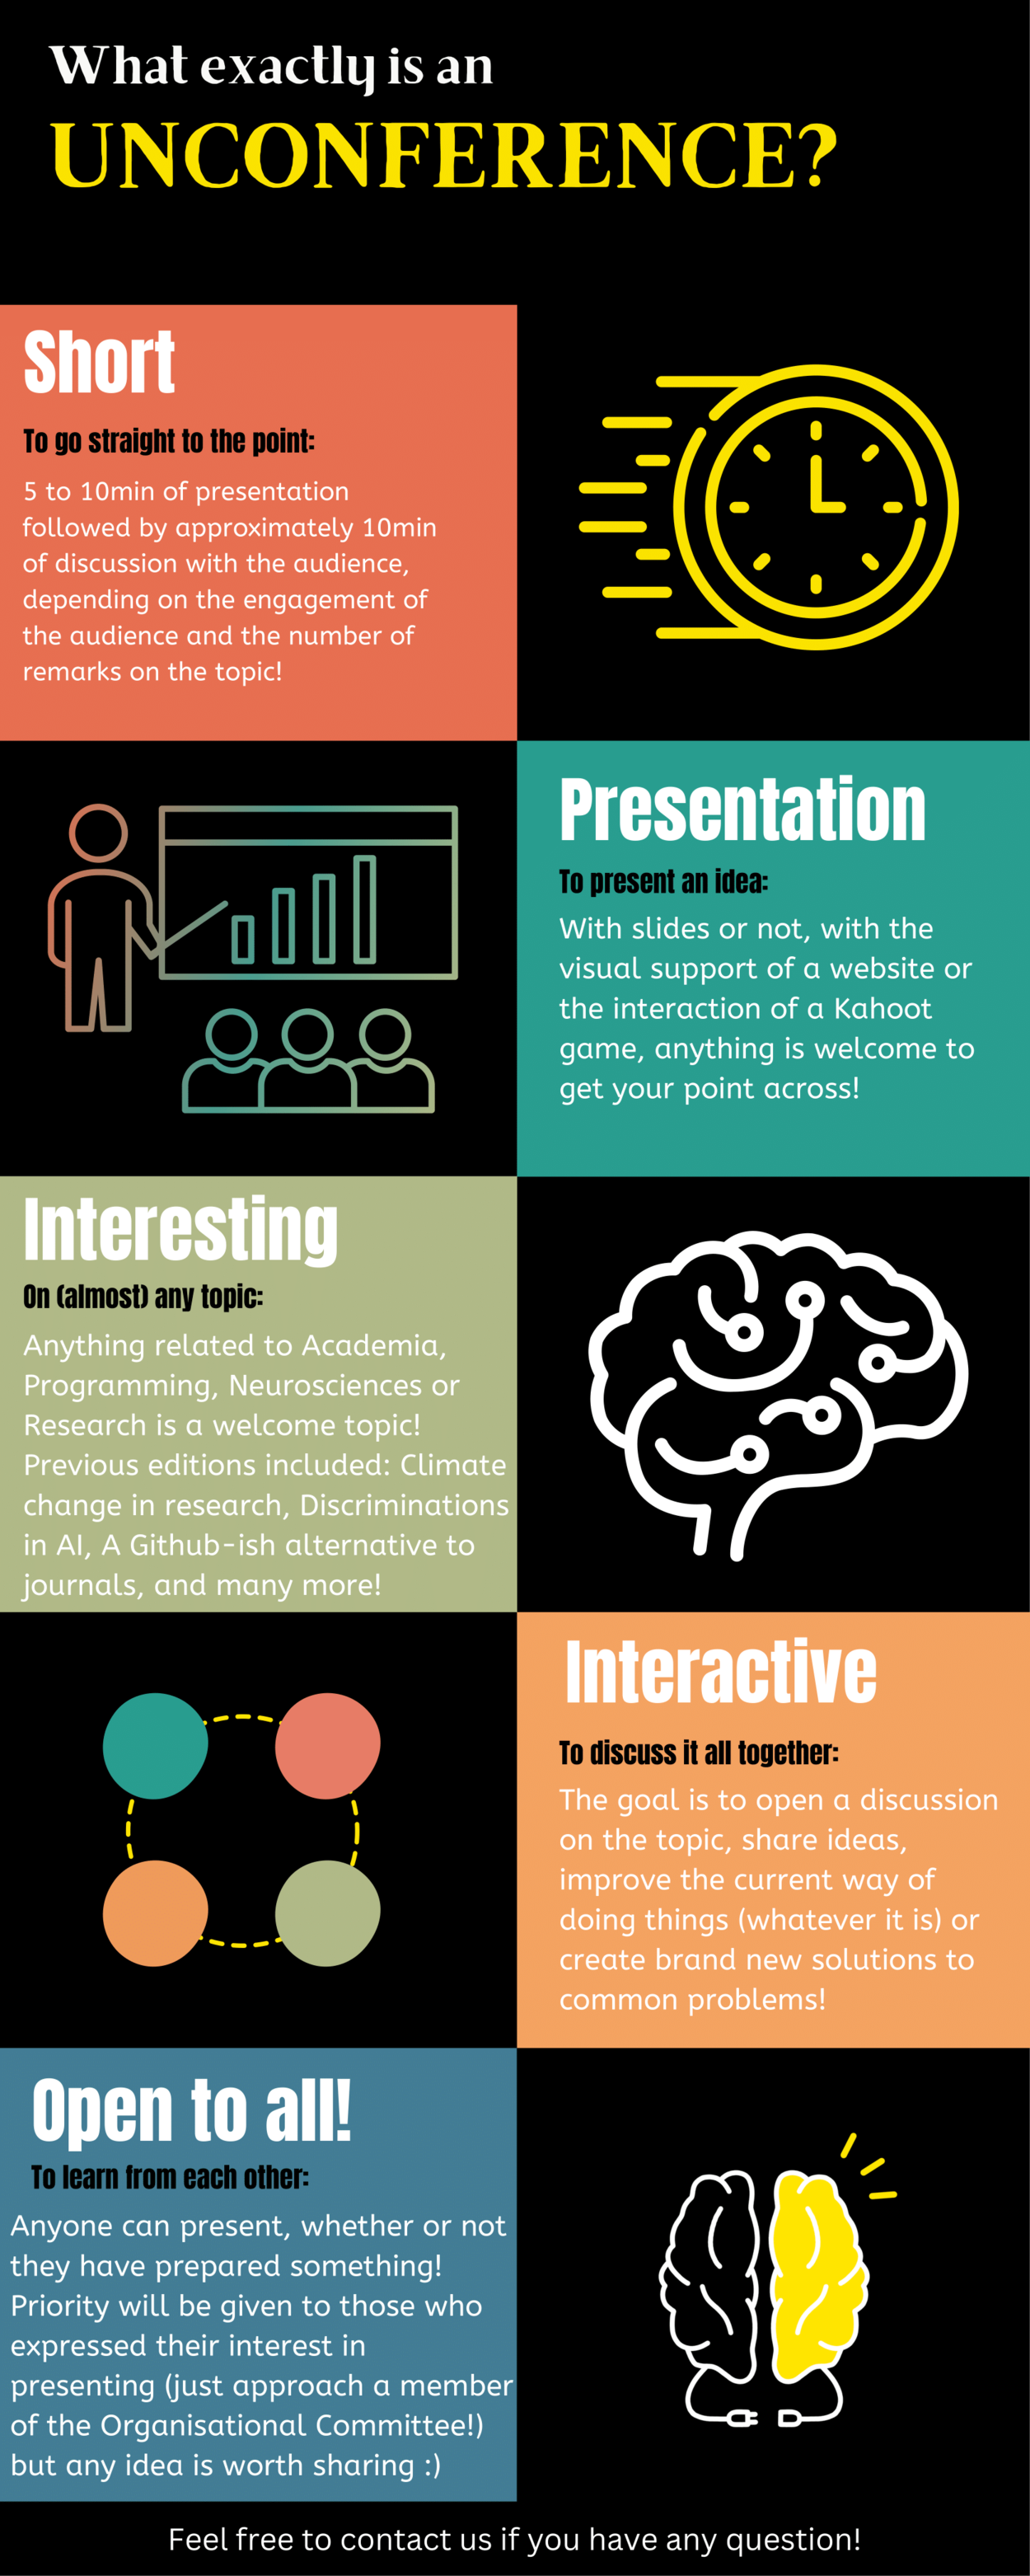 What exactly is an
UNCONFERENCE?
Short
To go straight to the point:
5 to 10min of presentation
followed by approximately 10min
of discussion with the audience,
depending on the engagement of
the audience and the number of
remarks on the topic!
Presentation
To present an idea:
With slides or not, with the
visual support of a website or
the interaction of a Kahoot
game, anything is welcome to
get your point across!
Interesting
On (almost) any topic:
Anything related to Academia,
Programming, Neurosciences or
Research is a welcome topic!
Previous editions included: Climate
change in research, Discriminations
in AI, A Github-ish alternative to
journals, and many more!
Interactive
To discuss it all together:
The goal is to open a discussion
on the topic, share ideas,
improve the current way of
doing things (whatever it is) or
create brand new solutions to
common problems!
Open to all!
To learn from each other:
Anyone can present, whether or not
they have prepared something!
Priority will be given to those who
expressed their interest in
presenting (just approach a member
of the Organisational Committee!)
but any idea is worth sharing :)
Feel free to contact us if you have any question!